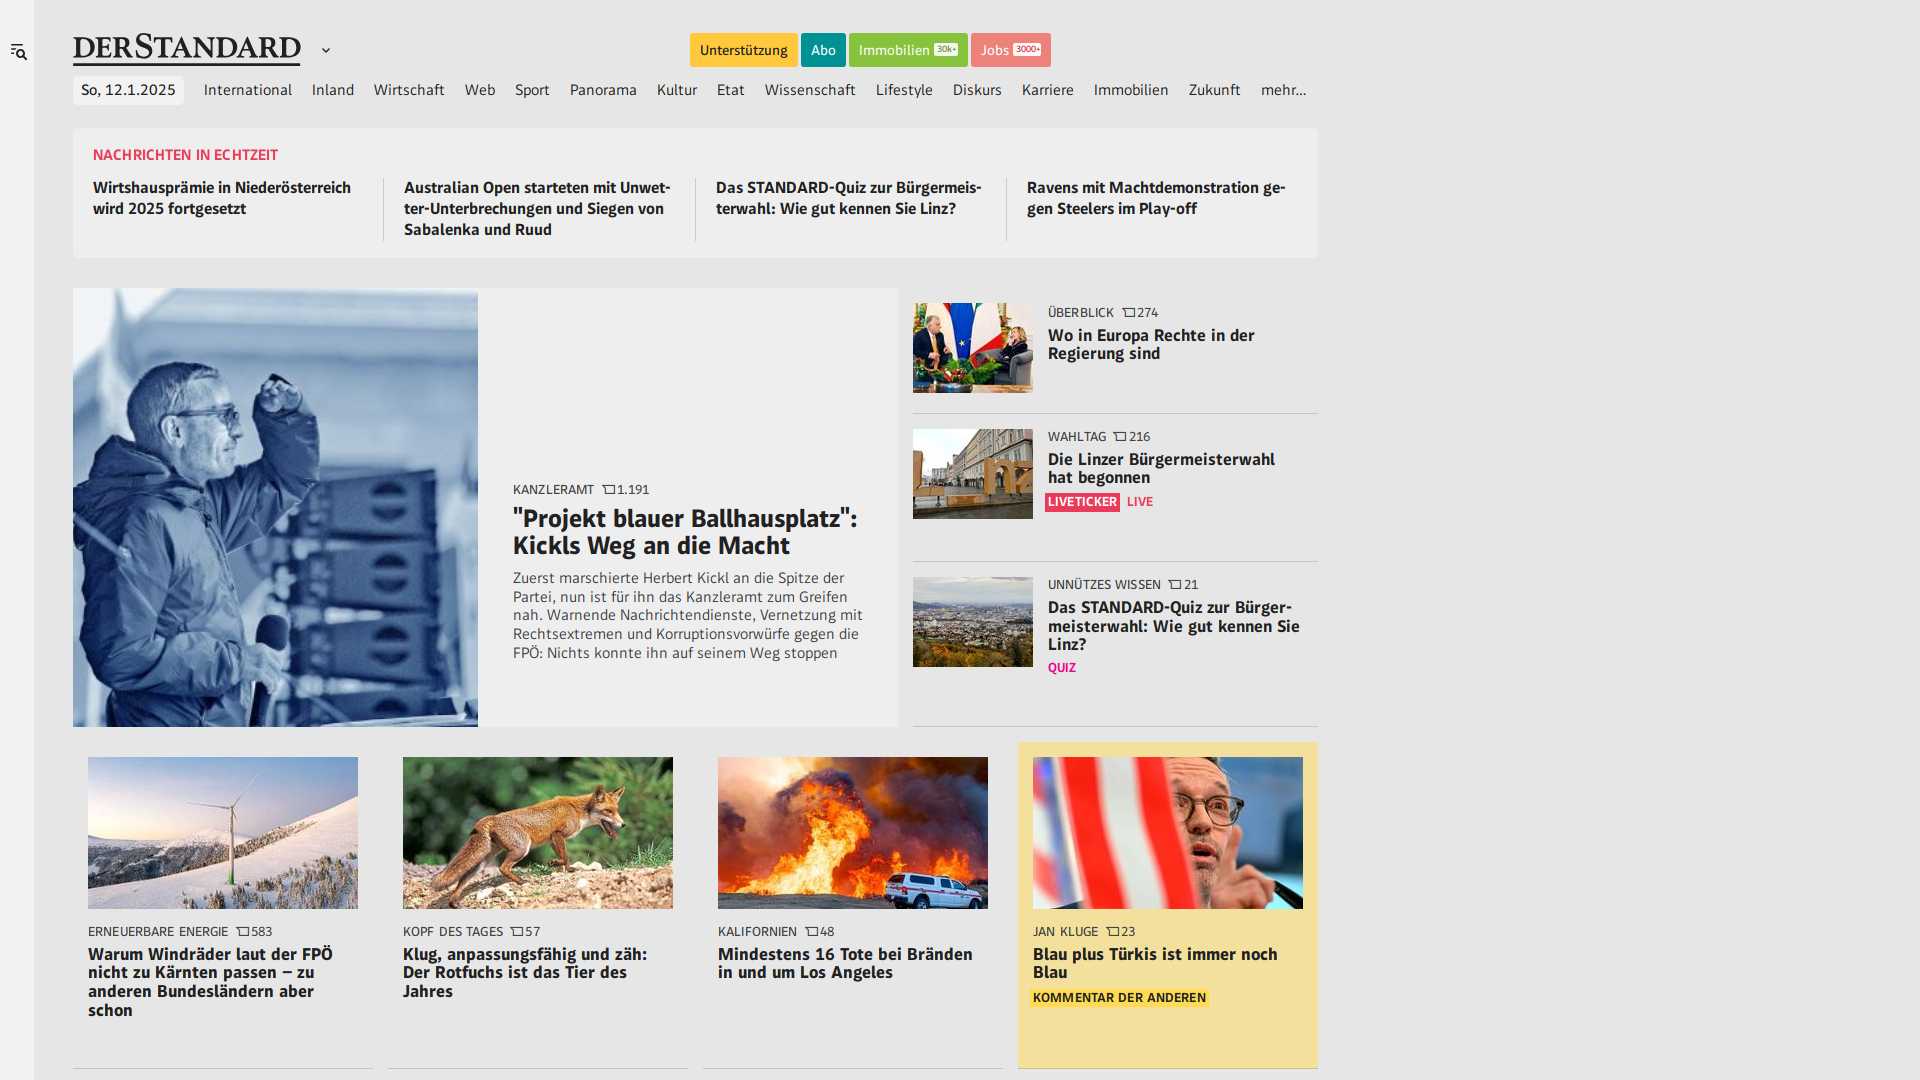 DERSTANDARD
Unterstützung
Abo
Immobilien 30k+
Jobs 3000+
So, 12.1.2025
International
Inland
Wirtschaft
Web
Sport
Panorama
Kultur
Etat
Wissenschaft
Lifestyle
Diskurs
Karriere
Immobilien
Zukunft
mehr…
NACHRICHTEN IN ECHTZEIT
Wirtshausprämie in Niederösterreich
wird 2025 fortgesetzt
Australian Open starteten mit Unwet-
ter-Unterbrechungen und Siegen von
Sabalenka und Ruud
Das STANDARD-Quiz zur Bürgermeis-
terwahl: Wie gut kennen Sie Linz?
Ravens mit Machtdemonstration ge-
gen Steelers im Play-off
KANZLERAMT 1.191
"Projekt blauer Ballhausplatz":
Kickls Weg an die Macht
Zuerst marschierte Herbert Kickl an die Spitze der
Partei, nun ist für ihn das Kanzleramt zum Greifen
nah. Warnende Nachrichtendienste, Vernetzung mit
Rechtsextremen und Korruptionsvorwürfe gegen die
FPÖ: Nichts konnte ihn auf seinem Weg stoppen
ÜBERBLICK 274
Wo in Europa Rechte in der
Regierung sind
WAHLTAG 216
Die Linzer Bürgermeisterwahl
hat begonnen
LIVETICKER LIVE
UNNÜTZES WISSEN 21
Das STANDARD-Quiz zur Bürger-
meisterwahl: Wie gut kennen Sie
Linz?
QUIZ
ERNEUERBARE ENERGIE 583
Warum Windräder laut der FPÖ
nicht zu Kärnten passen – zu
anderen Bundesländern aber
schon
KOPF DES TAGES 57
Klug, anpassungsfähig und zäh:
Der Rotfuchs ist das Tier des
Jahres
KALIFORNIEN 48
Mindestens 16 Tote bei Bränden
in und um Los Angeles
JAN KLUGE 23
Blau plus Türkis ist immer noch
Blau
KOMMENTAR DER ANDEREN